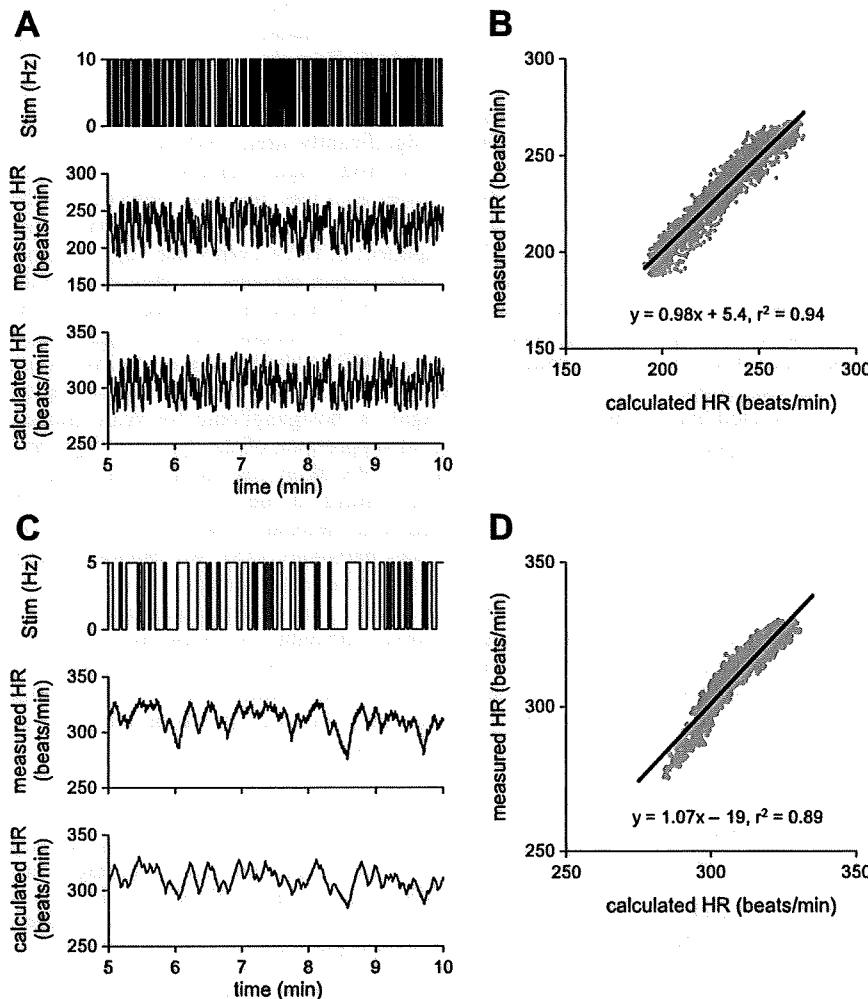 A
Stim (Hz)
10
0
measured HR
(beats/min)
300
250
200
150
calculated HR
(beats/min)
350
300
250
5 6 7 8 9 10
time (min)
B
measured HR (beats/min)
300
250
200
150
y = 0.98x + 5.4, r² = 0.94
150 200 250 300
calculated HR (beats/min)
C
Stim (Hz)
5
0
measured HR
(beats/min)
350
300
250
calculated HR
(beats/min)
350
300
250
5 6 7 8 9 10
time (min)
D
measured HR (beats/min)
350
300
250
y = 1.07x – 19, r² = 0.89
250 300 350
calculated HR (beats/min)